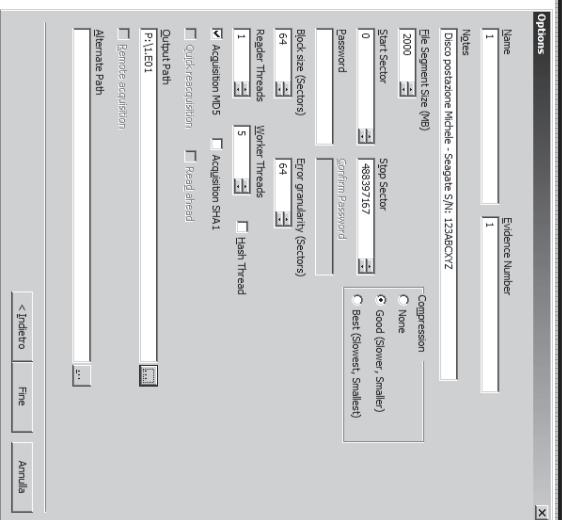 Options
Name
1
Evidence Number
1
Notes
Disco postazione Michele - Seagate S/N: 123ABCXYZ
File Segment Size (MB)
2000
Compression
None
Good (Slower, Smaller)
Best (Slowest, Smallest)
Start Sector
0
Stop Sector
488397167
Password
Confirm Password
Block size (Sectors)
64
Error granularity (Sectors)
64
Reader Threads
1
Worker Threads
5
Hash Thread
Acquisition MD5
Acquisition SHA1
Quick reacquisition
Read ahead
Output Path
P:\1.E01
...
Remote acquisition
Alternate Path
...
< Indietro
Fine
Annulla